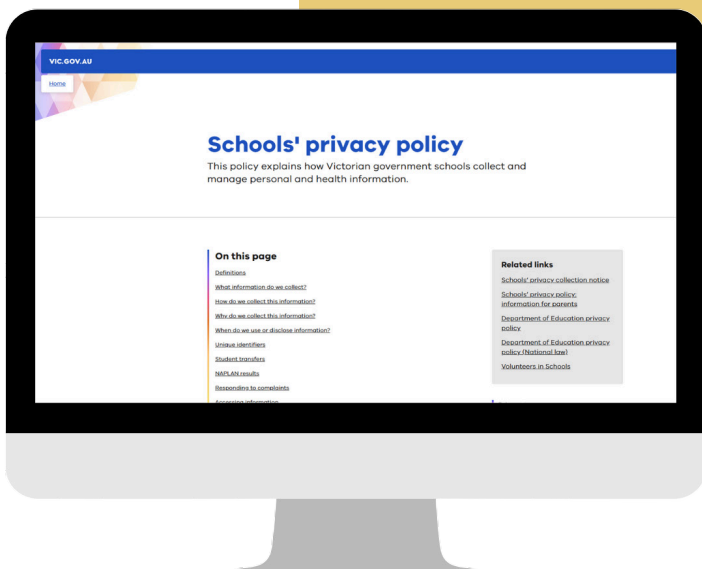 VIC.GOV.AU
Home
Schools' privacy policy
This policy explains how Victorian government schools collect and
manage personal and health information.
On this page
Definitions
What information do we collect?
How do we collect this information?
Why do we collect this information?
When do we use or disclose information?
Unique identifiers
Student transfers
NAPLAN results
Responding to complaints
Accessing information
Related links
Schools' privacy collection notice
Schools' privacy policy:
information for parents
Department of Education privacy
policy
Department of Education privacy
policy (National law)
Volunteers in Schools